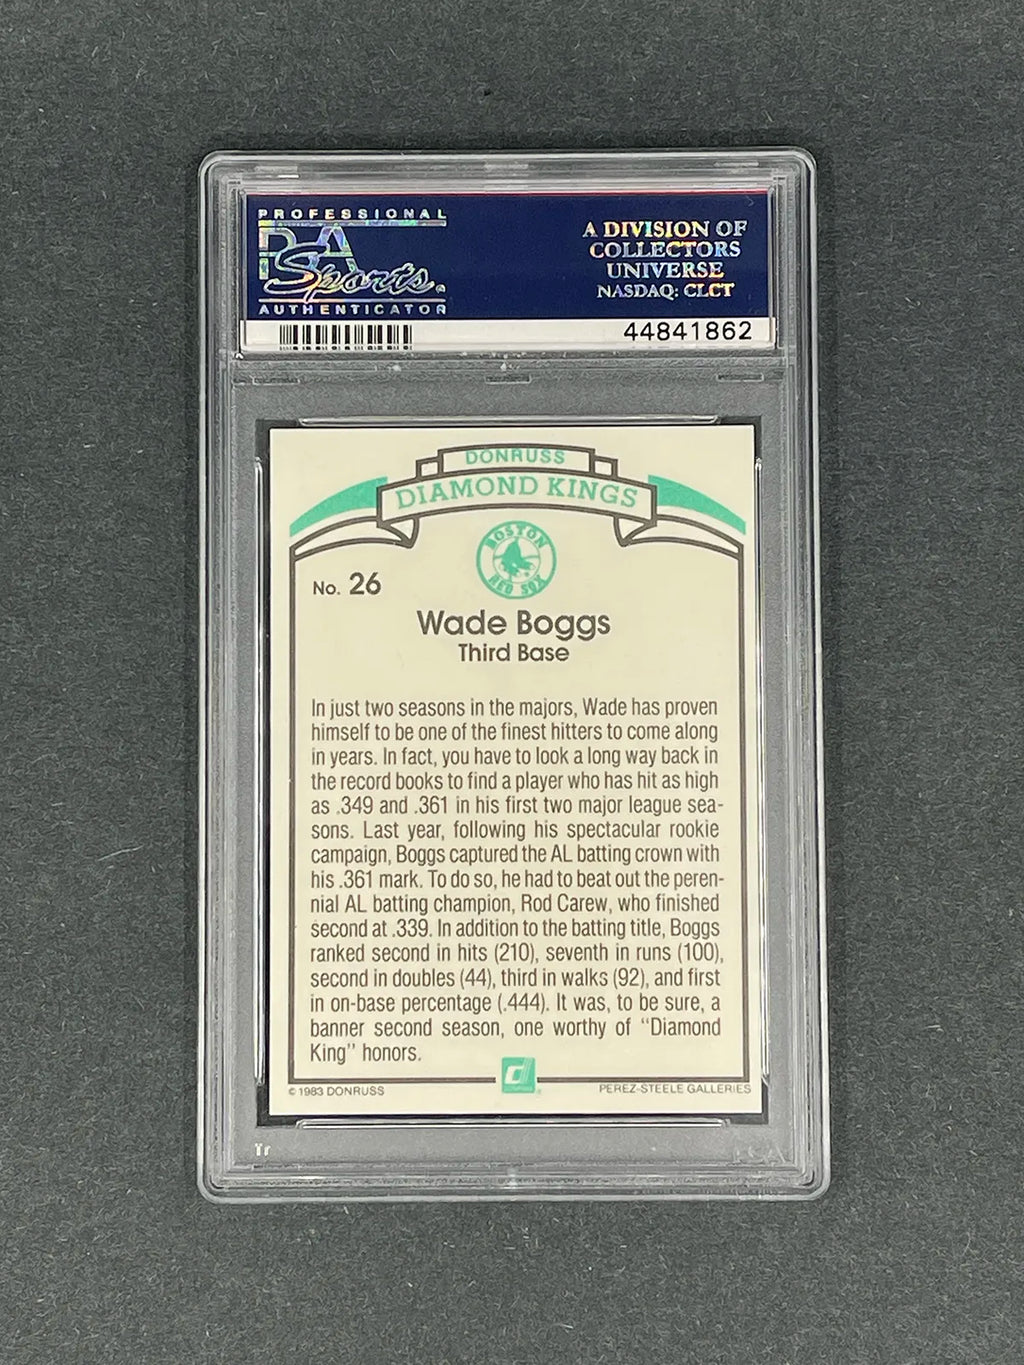 PROFESSIONAL
PSA
Sports
AUTHENTICATOR
A DIVISION OF
COLLECTORS
UNIVERSE
NASDAQ: CLCT
44841862
DONRUSS
DIAMOND KINGS
BOSTON
RED SOX
No. 26
Wade Boggs
Third Base
In just two seasons in the majors, Wade has proven
himself to be one of the finest hitters to come along
in years. In fact, you have to look a long way back in
the record books to find a player who has hit as high
as .349 and .361 in his first two major league sea-
sons. Last year, following his spectacular rookie
campaign, Boggs captured the AL batting crown with
his .361 mark. To do so, he had to beat out the peren-
nial AL batting champion, Rod Carew, who finished
second at .339. In addition to the batting title, Boggs
ranked second in hits (210), seventh in runs (100),
second in doubles (44), third in walks (92), and first
in on-base percentage (.444). It was, to be sure, a
banner second season, one worthy of “Diamond
King” honors.
© 1983 DONRUSS
PEREZ-STEELE GALLERIES
Tr